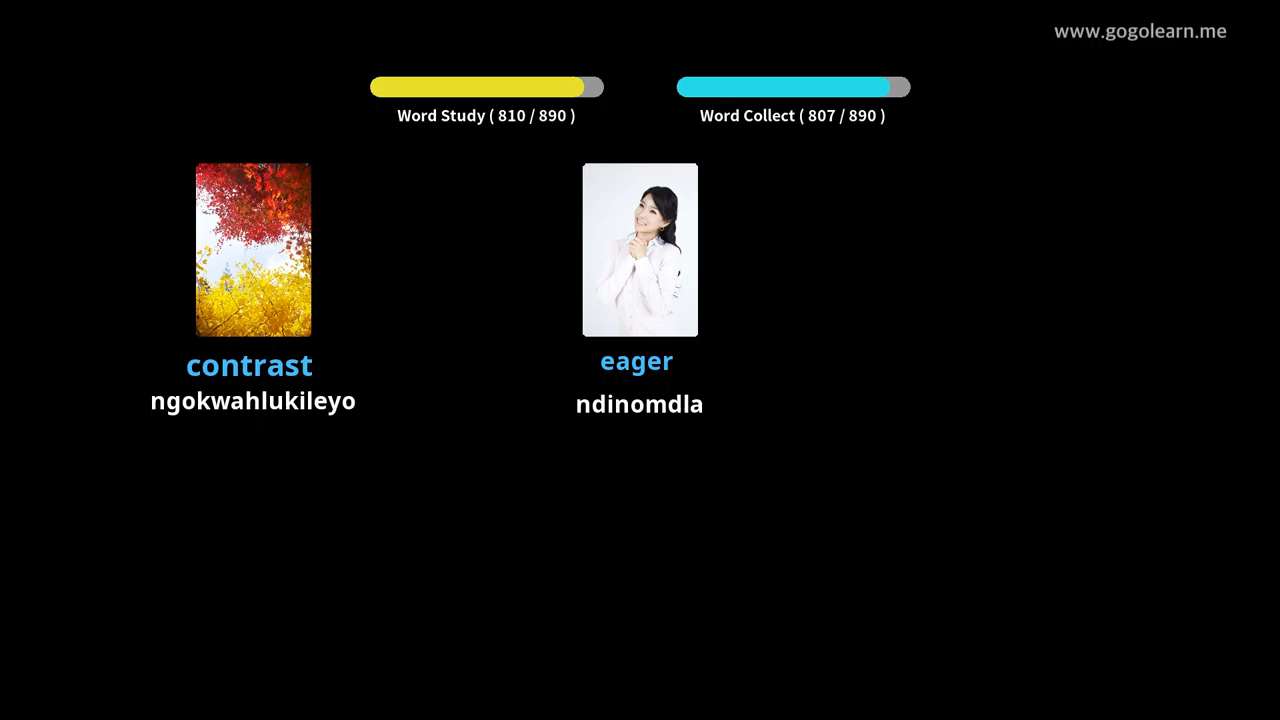 www.gogolearn.me
Word Study ( 810 / 890 )
Word Collect ( 807 / 890 )
contrast
ngokwahlukileyo
eager
ndinomdla